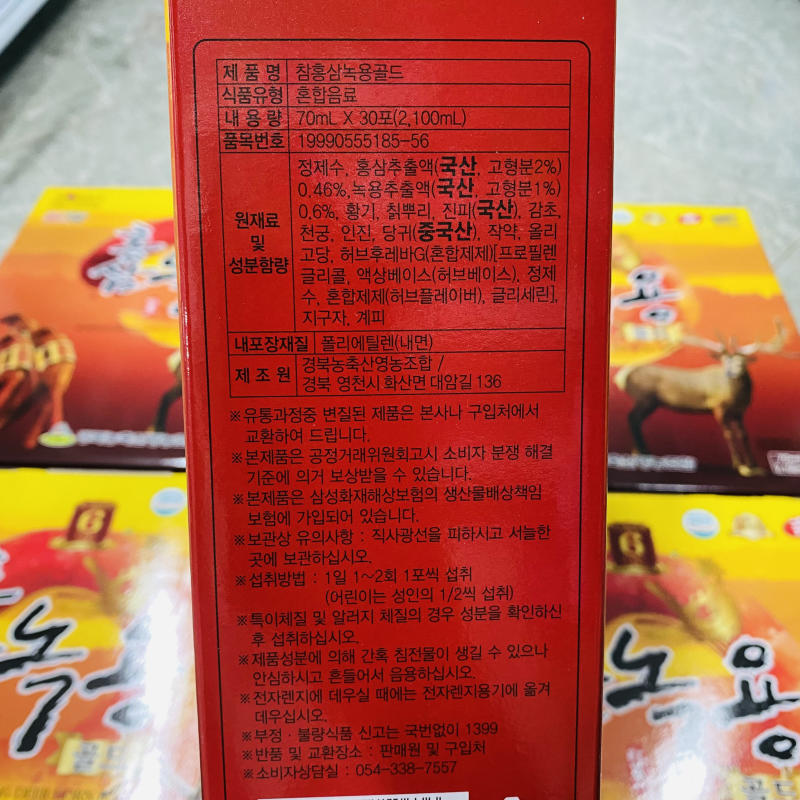 제품명 참홍삼녹용골드
식품유형 혼합음료
내용량 70mL X 30포(2,100mL)
품목번호 19990555185-56
원재료 및 성분함량
정제수, 홍삼추출액(국산, 고형분2%)
0.46%,녹용추출액(국산, 고형분1%)
0.6%, 황기, 칡뿌리, 진피(국산), 감초,
천궁, 인진, 당귀(중국산), 작약, 올리
고당, 허브후레바G(혼합제제)[프로필렌
글리콜, 액상베이스(허브베이스), 정제
수, 혼합제제(허브플레이버), 글리세린],
지구자, 계피
내포장재질 폴리에틸렌(내면)
제조원 경북농축산영농조합 /
경북 영천시 화산면 대암길 136
※유통과정중 변질된 제품은 본사나 구입처에서
교환하여 드립니다.
※본제품은 공정거래위원회고시 소비자 분쟁 해결
기준에 의거 보상받을 수 있습니다.
※본제품은 삼성화재해상보험의 생산물배상책임
보험에 가입되어 있습니다.
※보관상 유의사항 : 직사광선을 피하시고 서늘한
곳에 보관하십시오.
※섭취방법 : 1일 1~2회 1포씩 섭취
(어린이는 성인의 1/2씩 섭취)
※특이체질 및 알러지 체질의 경우 성분을 확인하신
후 섭취하십시오.
※제품성분에 의해 간혹 침전물이 생길 수 있으나
안심하시고 흔들어서 음용하십시오.
※전자렌지에 데우실 때에는 전자렌지용기에 옮겨
데우십시오.
※부정·불량식품 신고는 국번없이 1399
※반품 및 교환장소 : 판매원 및 구입처
※소비자상담실 : 054-338-7557
홍삼
용
6
6
녹용
녹용
골드